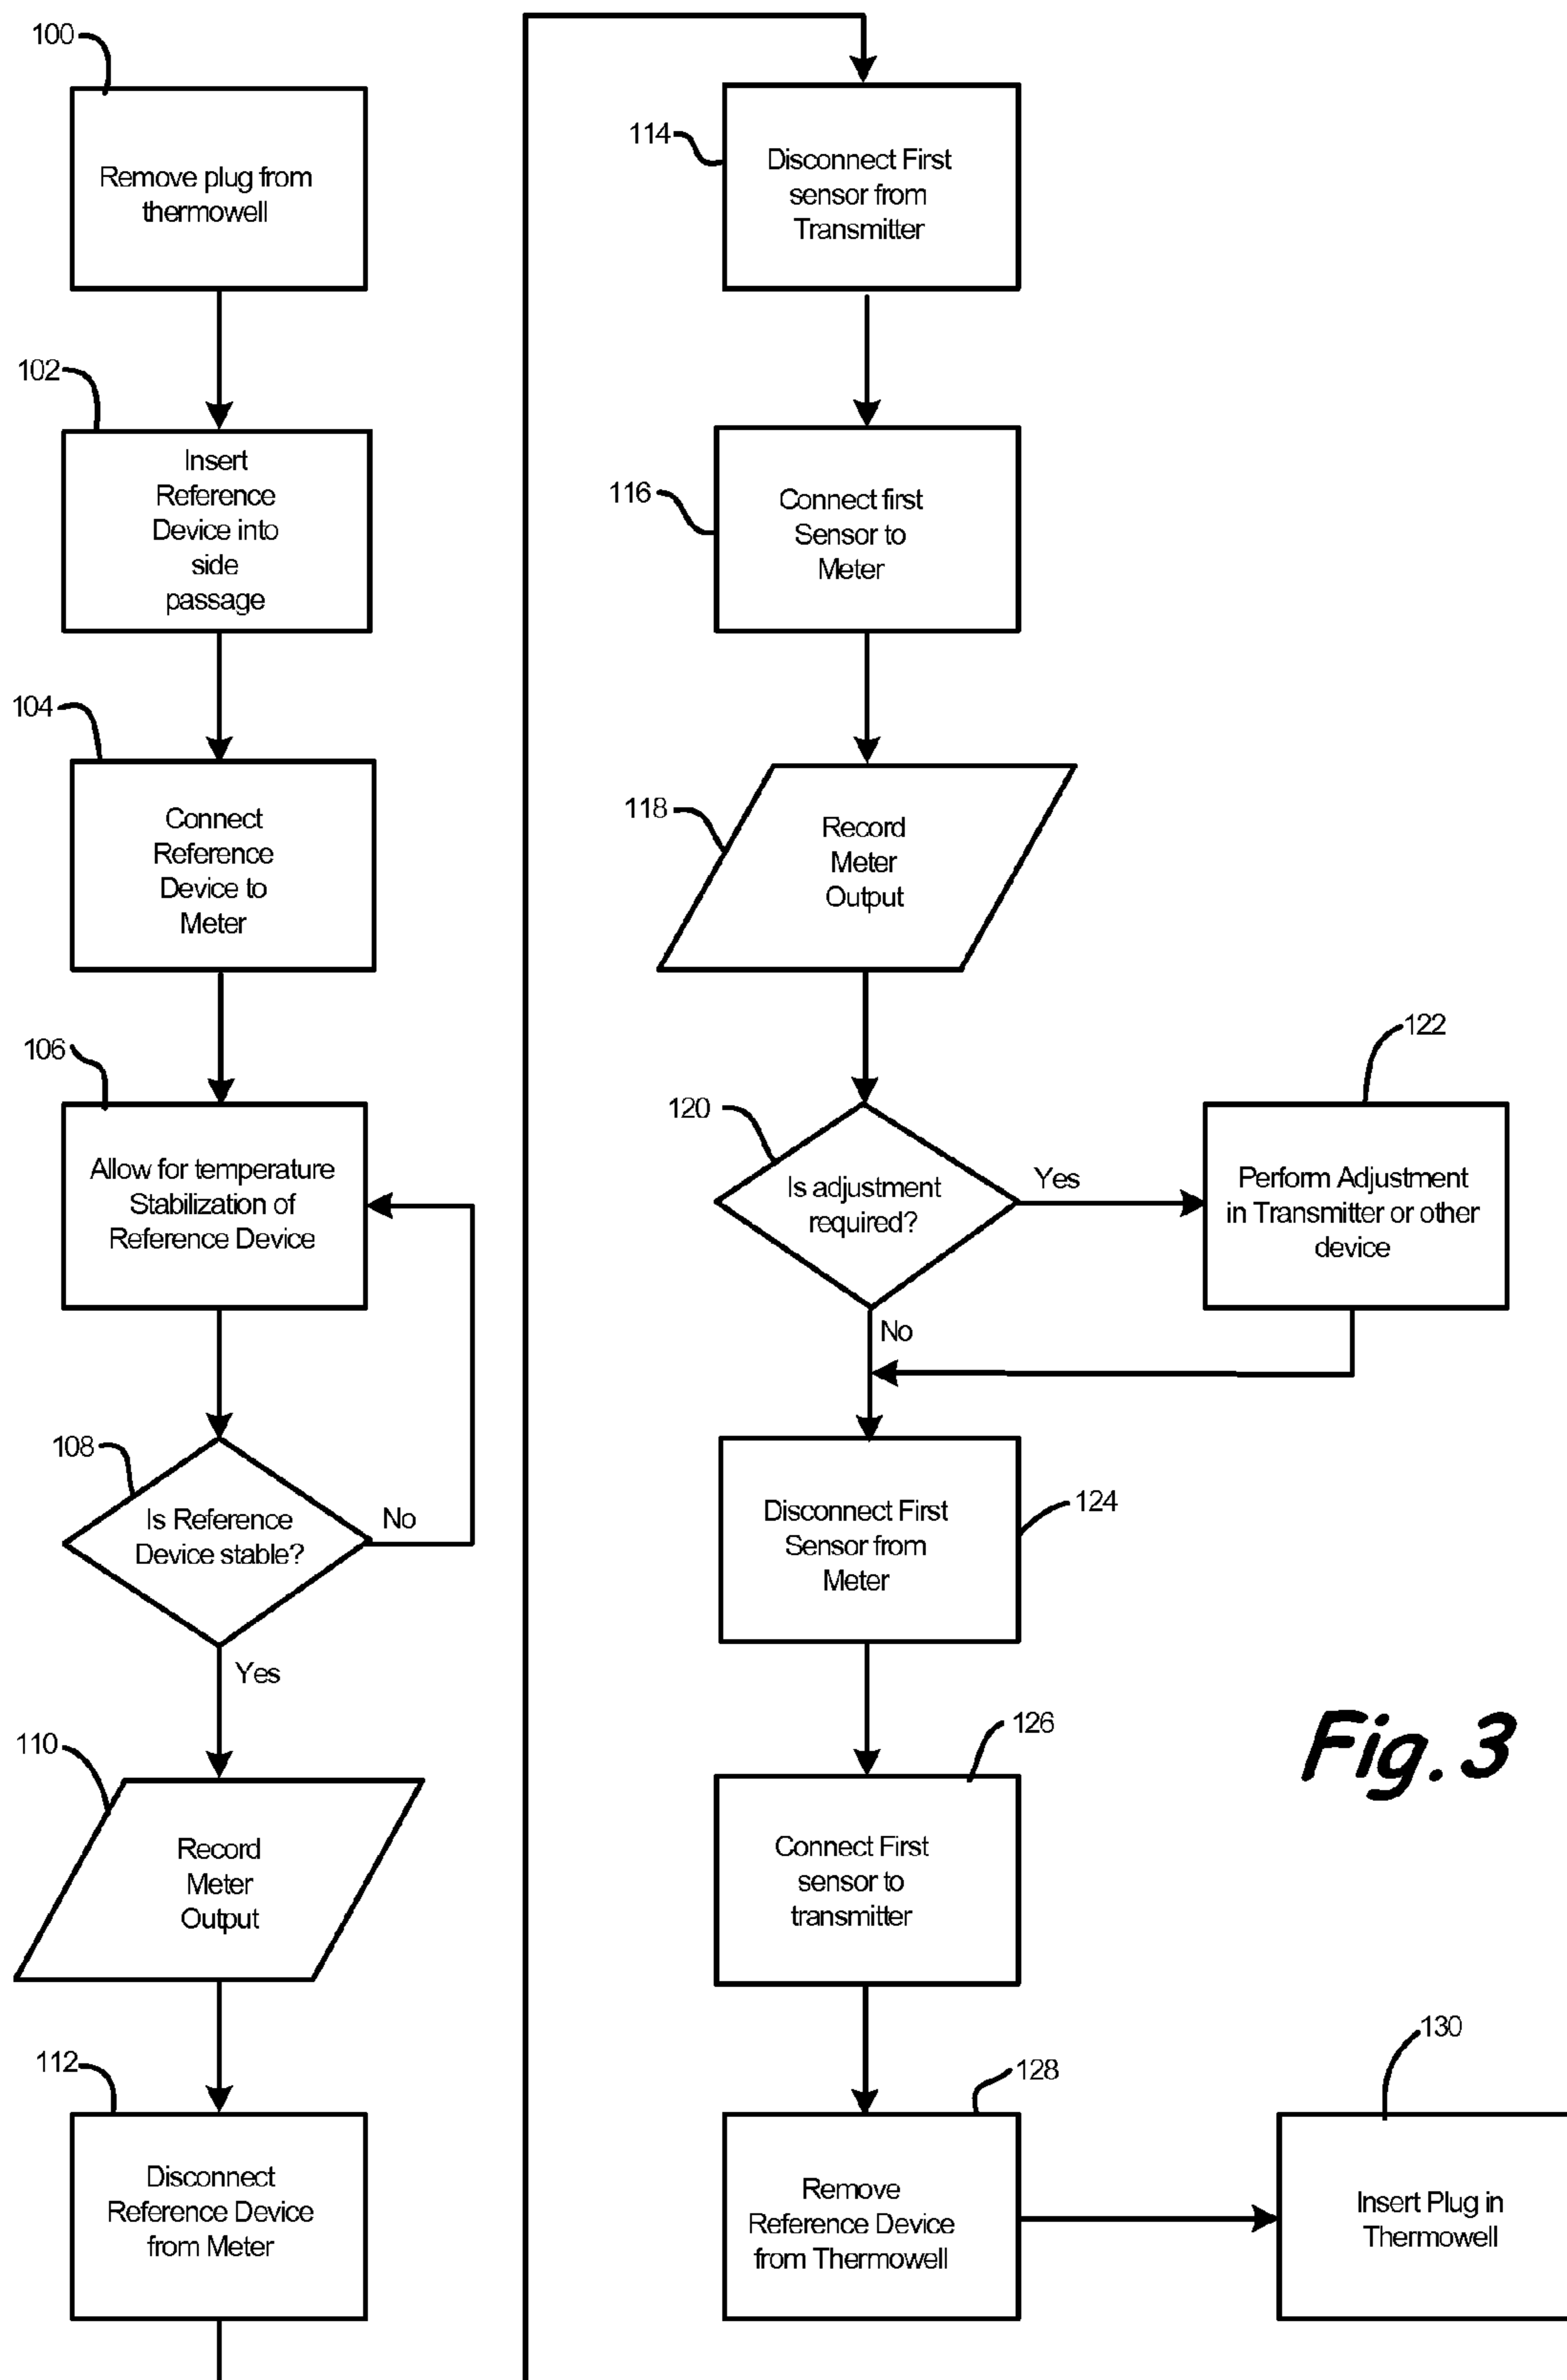 100
Remove plug from
thermowell
102
Insert
Reference
Device into
side
passage
104
Connect
Reference
Device to
Meter
106
Allow for temperature
Stabilization of
Reference Device
108
Is Reference
Device stable?
No
Yes
110
Record
Meter
Output
112
Disconnect
Reference Device
from Meter
114
Disconnect First
sensor from
Transmitter
116
Connect first
Sensor to
Meter
118
Record
Meter
Output
120
Is adjustment
required?
Yes
122
Perform Adjustment
in Transmitter or other
device
No
124
Disconnect First
Sensor from
Meter
126
Connect First
sensor to
transmitter
128
Remove
Reference Device
from Thermowell
130
Insert Plug in
Thermowell
Fig. 3